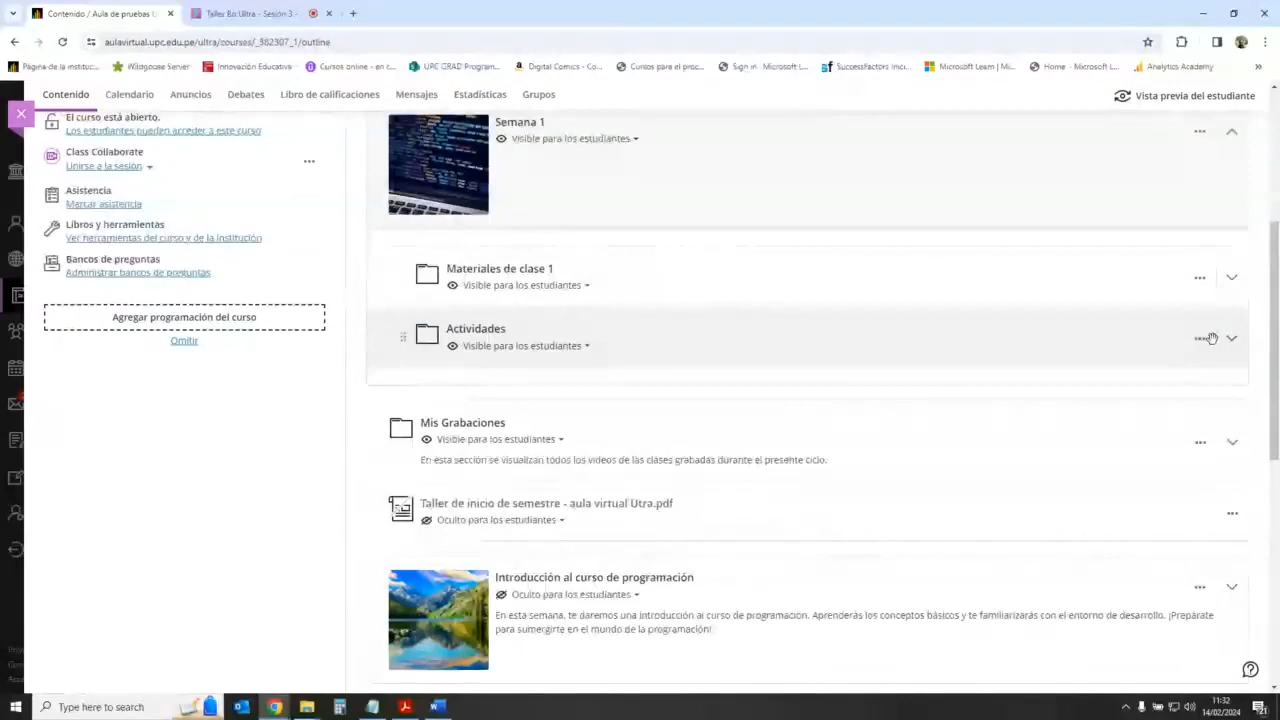 Contenido / Aula de pruebas U
Taller Bb Ultra - Sesión 3 -
aulavirtual.upc.edu.pe/ultra/courses/_382307_1/outline
Página de la instituc...
Wildgoose Server
Innovación Educativa
Cursos online - en c...
UPC GRAD Program...
Digital Comics - Co...
Cuntos para el proc...
Sign in - Microsoft L...
SuccessFactors Inici...
Microsoft Learn | Mi...
Home - Microsoft L...
Analytics Academy
»
Contenido
Calendario
Anuncios
Debates
Libro de calificaciones
Mensajes
Estadísticas
Grupos
Vista previa del estudiante
El curso está abierto.
Los estudiantes pueden acceder a este curso
Class Collaborate
Unirse a la sesión
Asistencia
Marcar asistencia
Libros y herramientas
Ver herramientas del curso y de la institución
Bancos de preguntas
Administrar bancos de preguntas
Agregar programación del curso
Omitir
Semana 1
Visible para los estudiantes
Materiales de clase 1
Visible para los estudiantes
Actividades
Visible para los estudiantes
Mis Grabaciones
Visible para los estudiantes
En esta sección se visualizan todos los videos de las clases grabadas durante el presente ciclo.
Taller de inicio de semestre - aula virtual Utra.pdf
Oculto para los estudiantes
Introducción al curso de programación
Oculto para los estudiantes
En esta semana, te daremos una introducción al curso de programación. Aprenderás los conceptos básicos y te familiarizarás con el entorno de desarrollo. ¡Prepárate
para sumergirte en el mundo de la programación!
Type here to search
11:32
14/02/2024
21